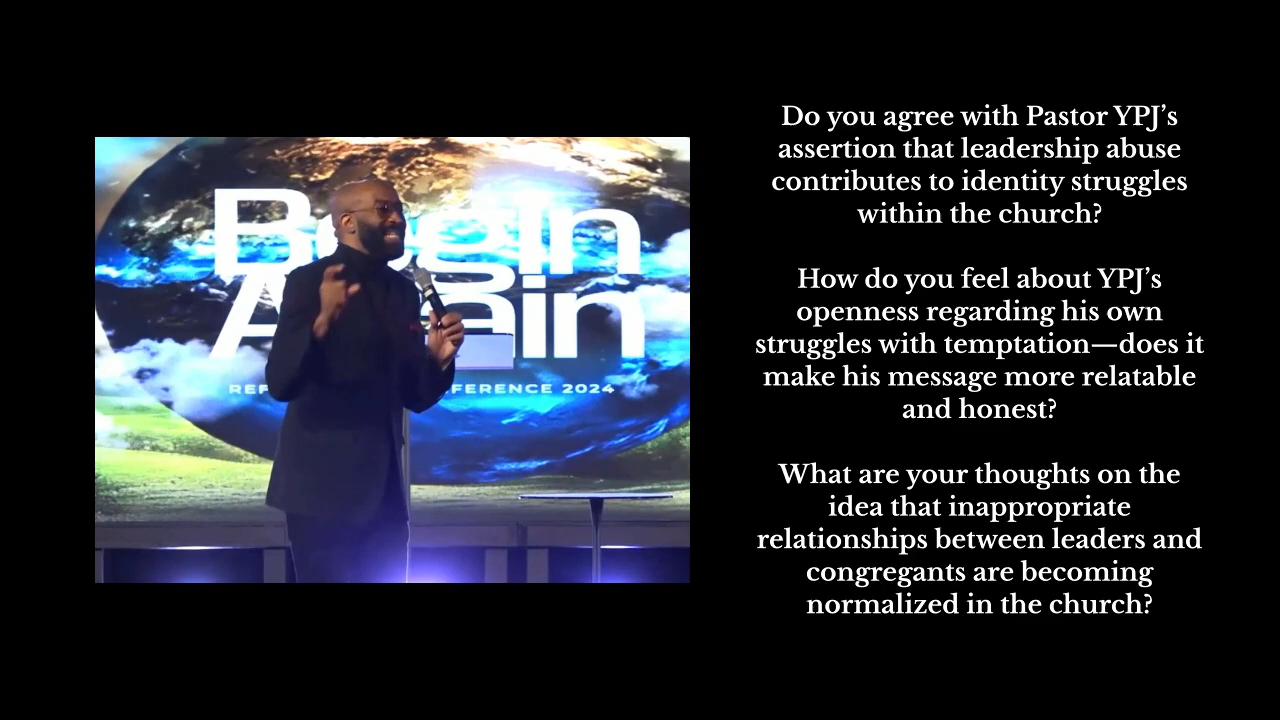 Begin
Again
CONFERENCE 2024
Do you agree with Pastor YPJ’s
assertion that leadership abuse
contributes to identity struggles
within the church?
How do you feel about YPJ’s
openness regarding his own
struggles with temptation—does it
make his message more relatable
and honest?
What are your thoughts on the
idea that inappropriate
relationships between leaders and
congregants are becoming
normalized in the church?